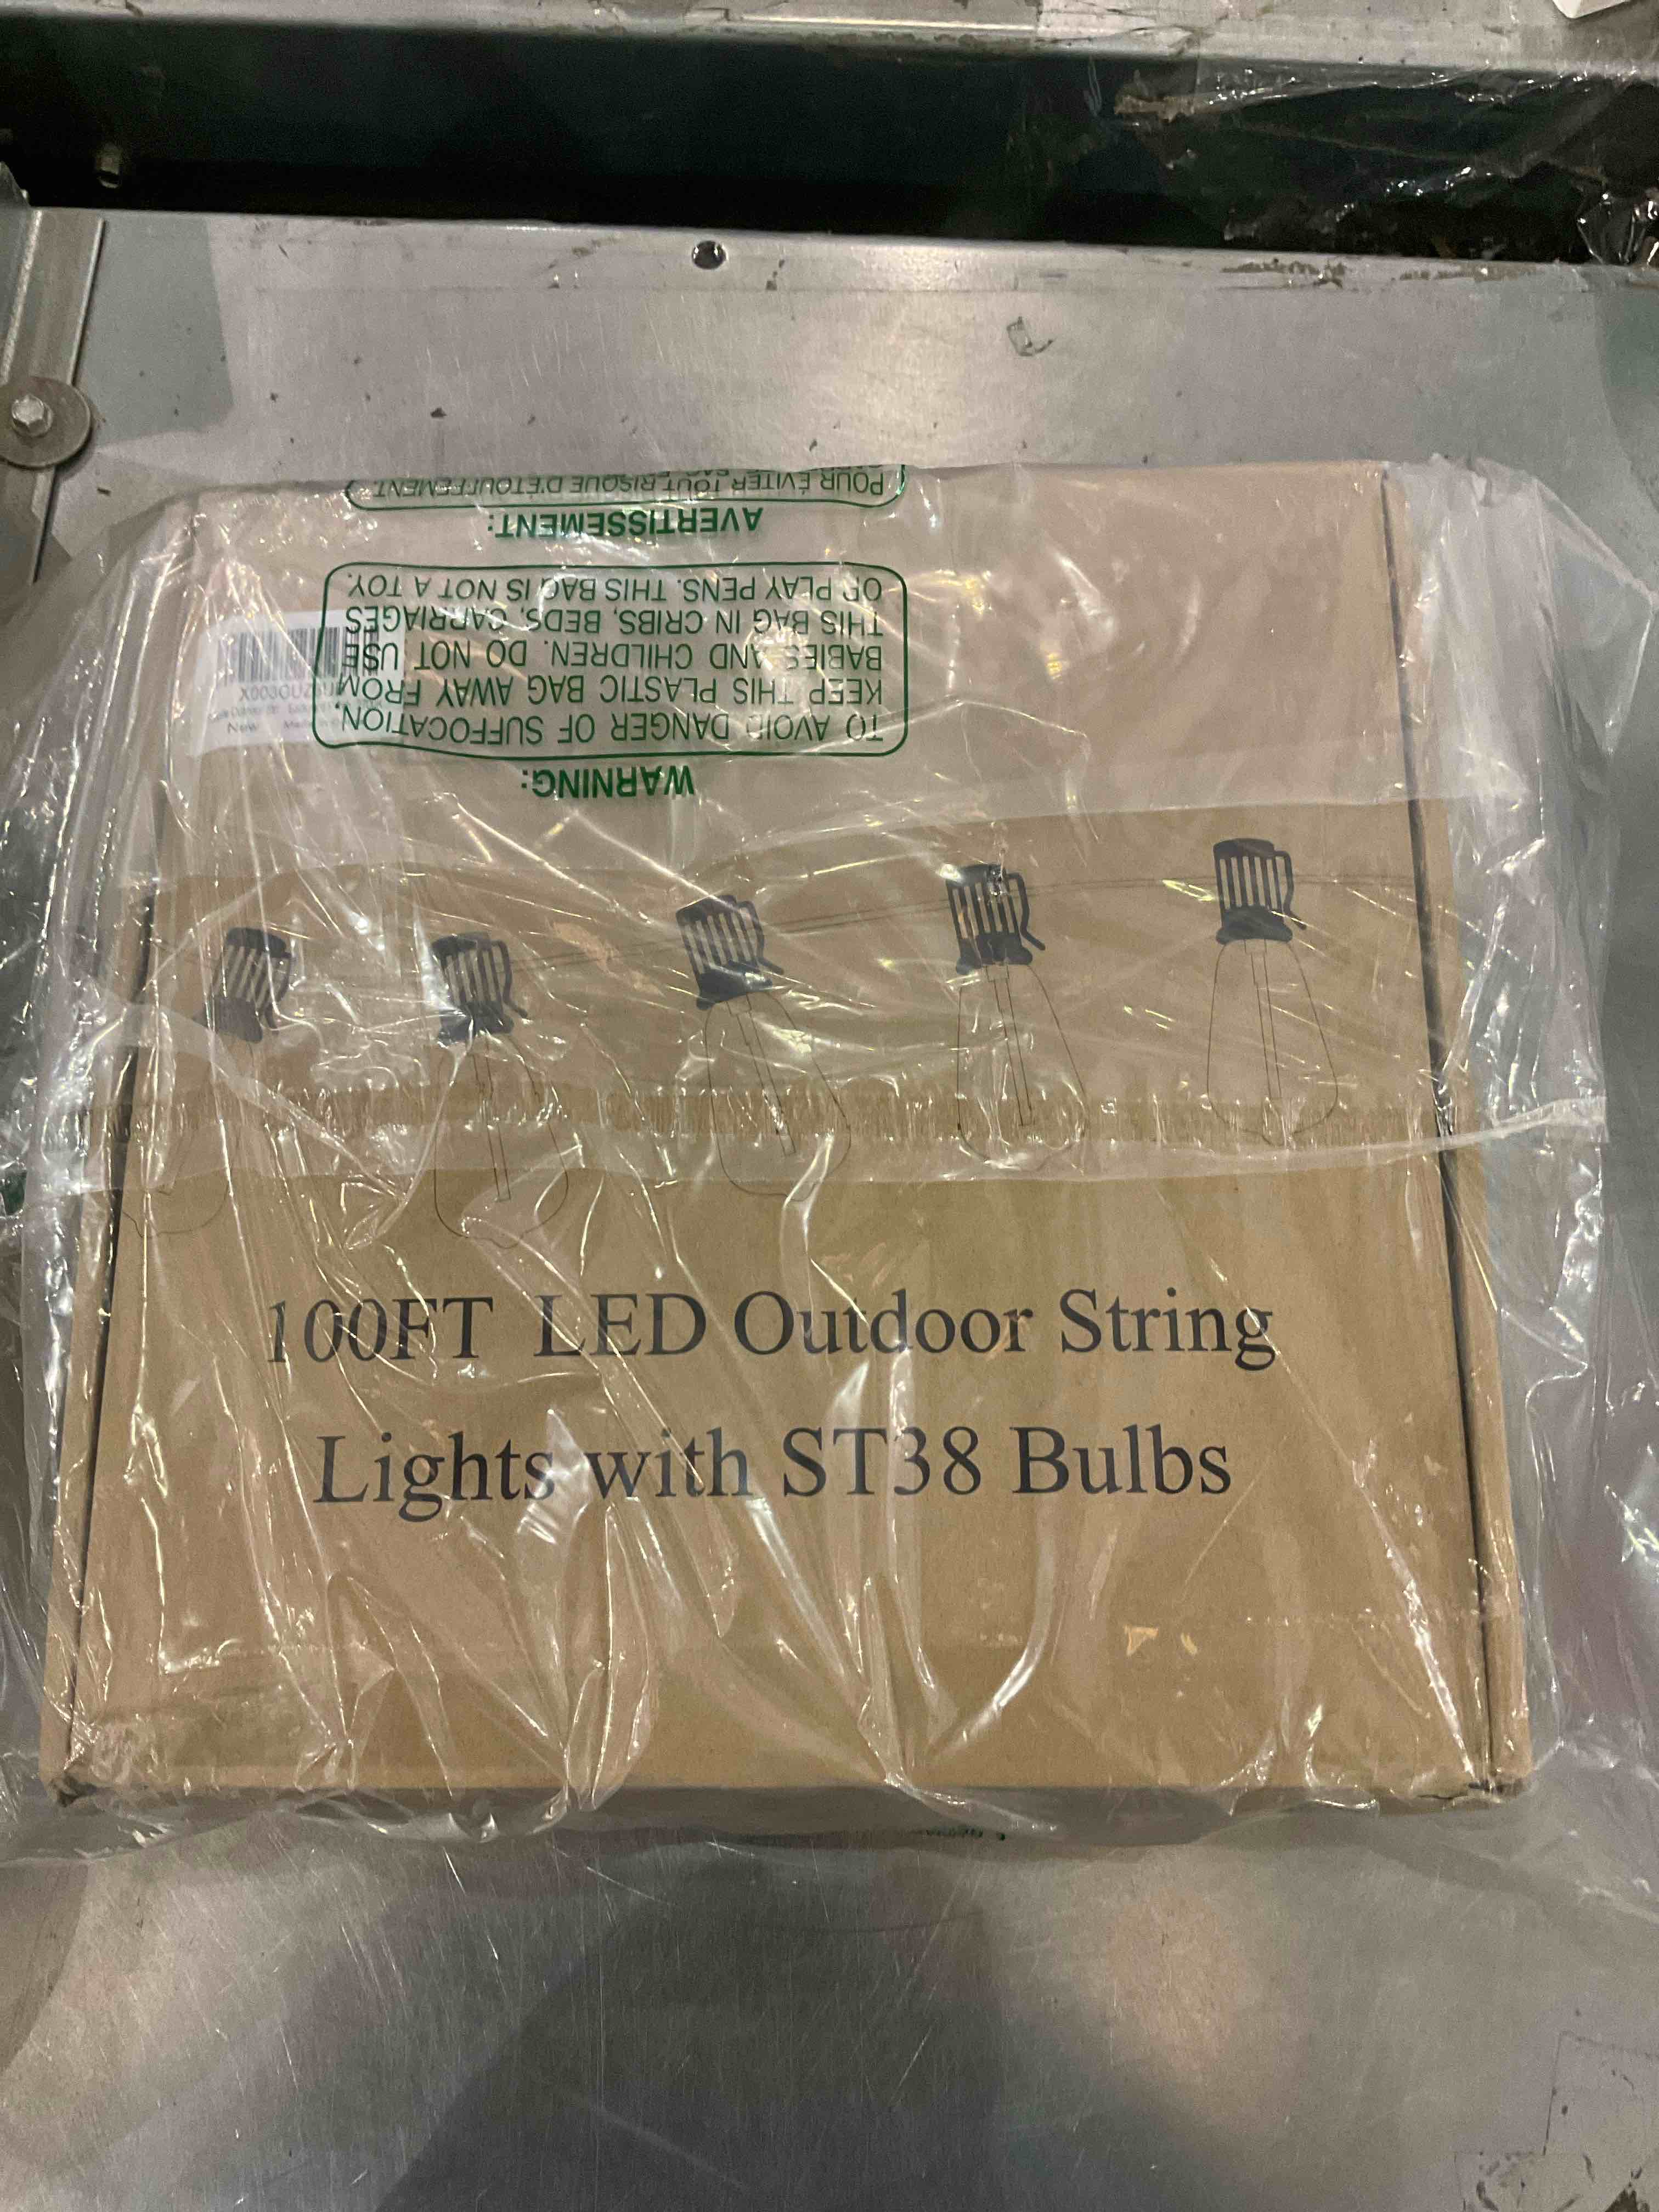 100FT LED Outdoor String
Lights with ST38 Bulbs
WARNING:
TO AVOID DANGER OF SUFFOCATION,
KEEP THIS PLASTIC BAG AWAY FROM
BABIES AND CHILDREN. DO NOT USE
THIS BAG IN CRIBS, BEDS, CARRIAGES
OR PLAY PENS. THIS BAG IS NOT A TOY.
AVERTISSEMENT:
POUR ÉVITER TOUT RISQUE D'ÉTOUFFEMENT,
New